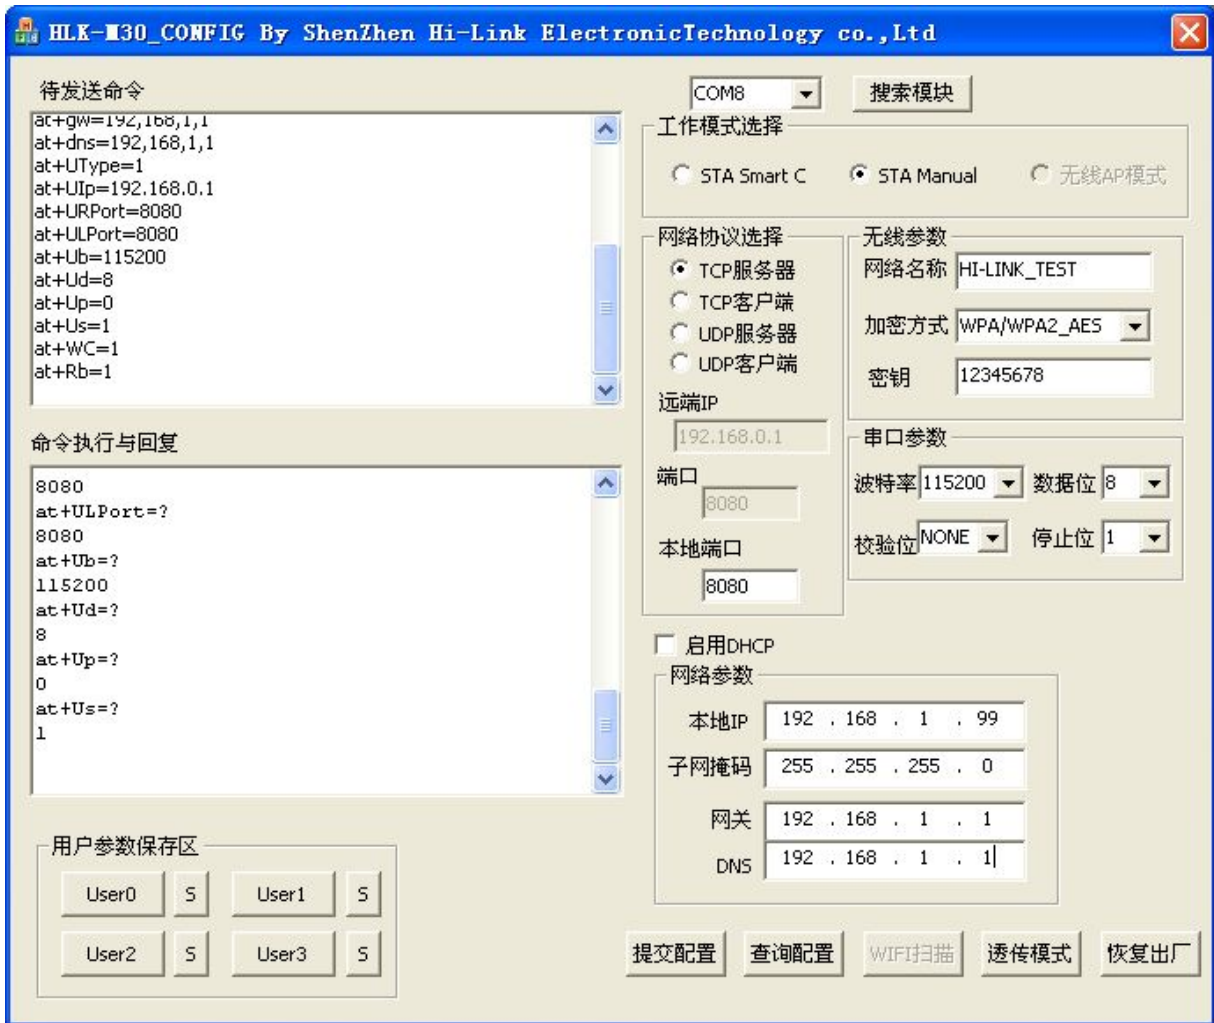 HLK-M30_CONFIG By ShenZhen Hi-Link ElectronicTechnology co.,Ltd
待发送命令
at+gw=192,168,1,1
at+dns=192,168,1,1
at+UType=1
at+UIp=192.168.0.1
at+URPort=8080
at+ULPort=8080
at+Ub=115200
at+Ud=8
at+Up=0
at+Us=1
at+WC=1
at+Rb=1
命令执行与回复
8080
at+ULPort=?
8080
at+Ub=?
115200
at+Ud=?
8
at+Up=?
0
at+Us=?
1
用户参数保存区
User0 S User1 S
User2 S User3 S
COM8 搜索模块
工作模式选择
STA Smart C STA Manual 无线AP模式
网络协议选择
TCP服务器
TCP客户端
UDP服务器
UDP客户端
远端IP
192.168.0.1
端口
8080
本地端口
8080
无线参数
网络名称 HI-LINK_TEST
加密方式 WPA/WPA2_AES
密钥 12345678
串口参数
波特率 115200 数据位 8
校验位 NONE 停止位 1
启用DHCP
网络参数
本地IP 192 . 168 . 1 . 99
子网掩码 255 . 255 . 255 . 0
网关 192 . 168 . 1 . 1
DNS 192 . 168 . 1 . 1
提交配置 查询配置 WIFI扫描 透传模式 恢复出厂